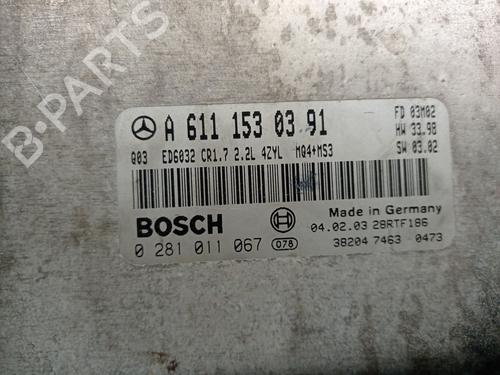 A 611 153 03 91
FD 03M02
HW 33.98
SW 03.02
Q03 ED6032 CR1.7 2.2L 4ZYL MQ4+MS3
BOSCH
Made in Germany
0 281 011 067 078
04.02.03 28RTF186
38204 7463 0473
B-PARTS